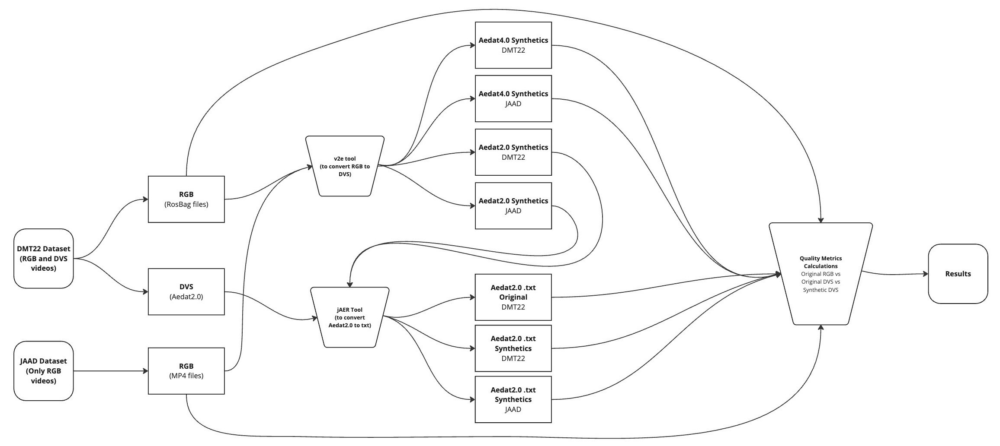 DMT22 Dataset
(RGB and DVS
videos)
JAAD Dataset
(Only RGB
videos)
RGB
(RosBag files)
DVS
(Aedat2.0)
RGB
(MP4 files)
v2e tool
(to convert RGB to
DVS)
jAER Tool
(to convert
Aedat2.0 to txt)
Aedat4.0 Synthetics
DMT22
Aedat4.0 Synthetics
JAAD
Aedat2.0 Synthetics
DMT22
Aedat2.0 Synthetics
JAAD
Aedat2.0 .txt
Original
DMT22
Aedat2.0 .txt
Synthetics
DMT22
Aedat2.0 .txt
Synthetics
JAAD
Quality Metrics
Calculations
Original RGB vs
Original DVS vs
Synthetic DVS
Results